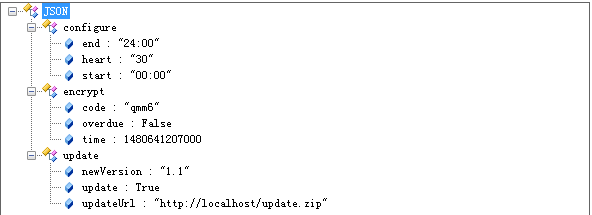 JSON
configure
end : "24:00"
heart : "30"
start : "00:00"
encrypt
code : "qmm6"
overdue : False
time : 1480641207000
update
newVersion : "1.1"
update : True
updateUrl : "http://localhost/update.zip"